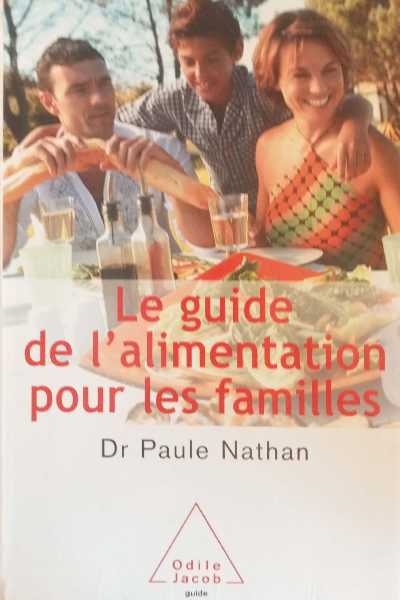 Le guide
de l'alimentation
pour les familles
Dr Paule Nathan
Odile
Jacob
guide